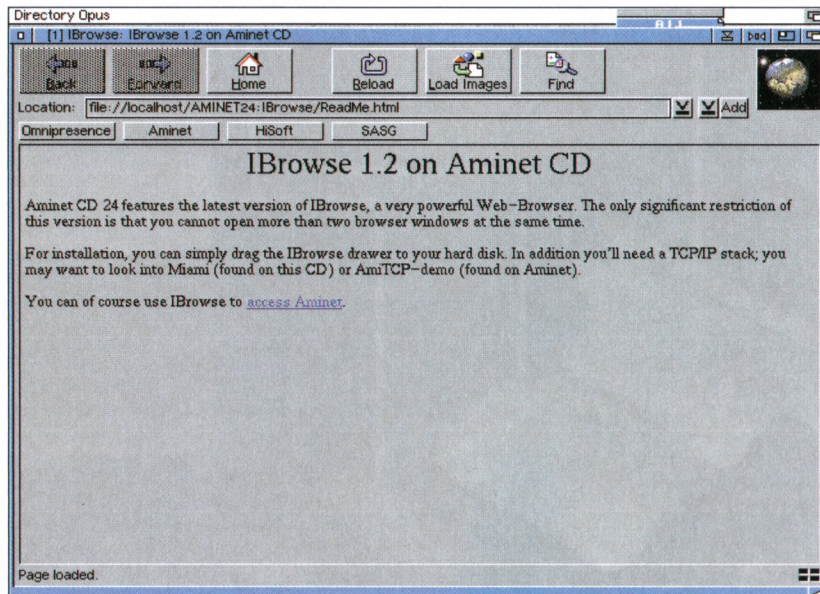 Directory Opus
[1] IBrowse: IBrowse 1.2 on Aminet CD
Back Forward Home Reload Load Images Find
Location: file://localhost/AMINET24:IBrowse/ReadMe.html Add
Omnipresence Aminet HiSoft SASG
IBrowse 1.2 on Aminet CD
Aminet CD 24 features the latest version of IBrowse, a very powerful Web-Browser. The only significant restriction of
this version is that you cannot open more than two browser windows at the same time.
For installation, you can simply drag the IBrowse drawer to your hard disk. In addition you'll need a TCP/IP stack; you
may want to look into Miami (found on this CD) or AmiTCP-demo (found on Aminet).
You can of course use IBrowse to access Aminet.
Page loaded.